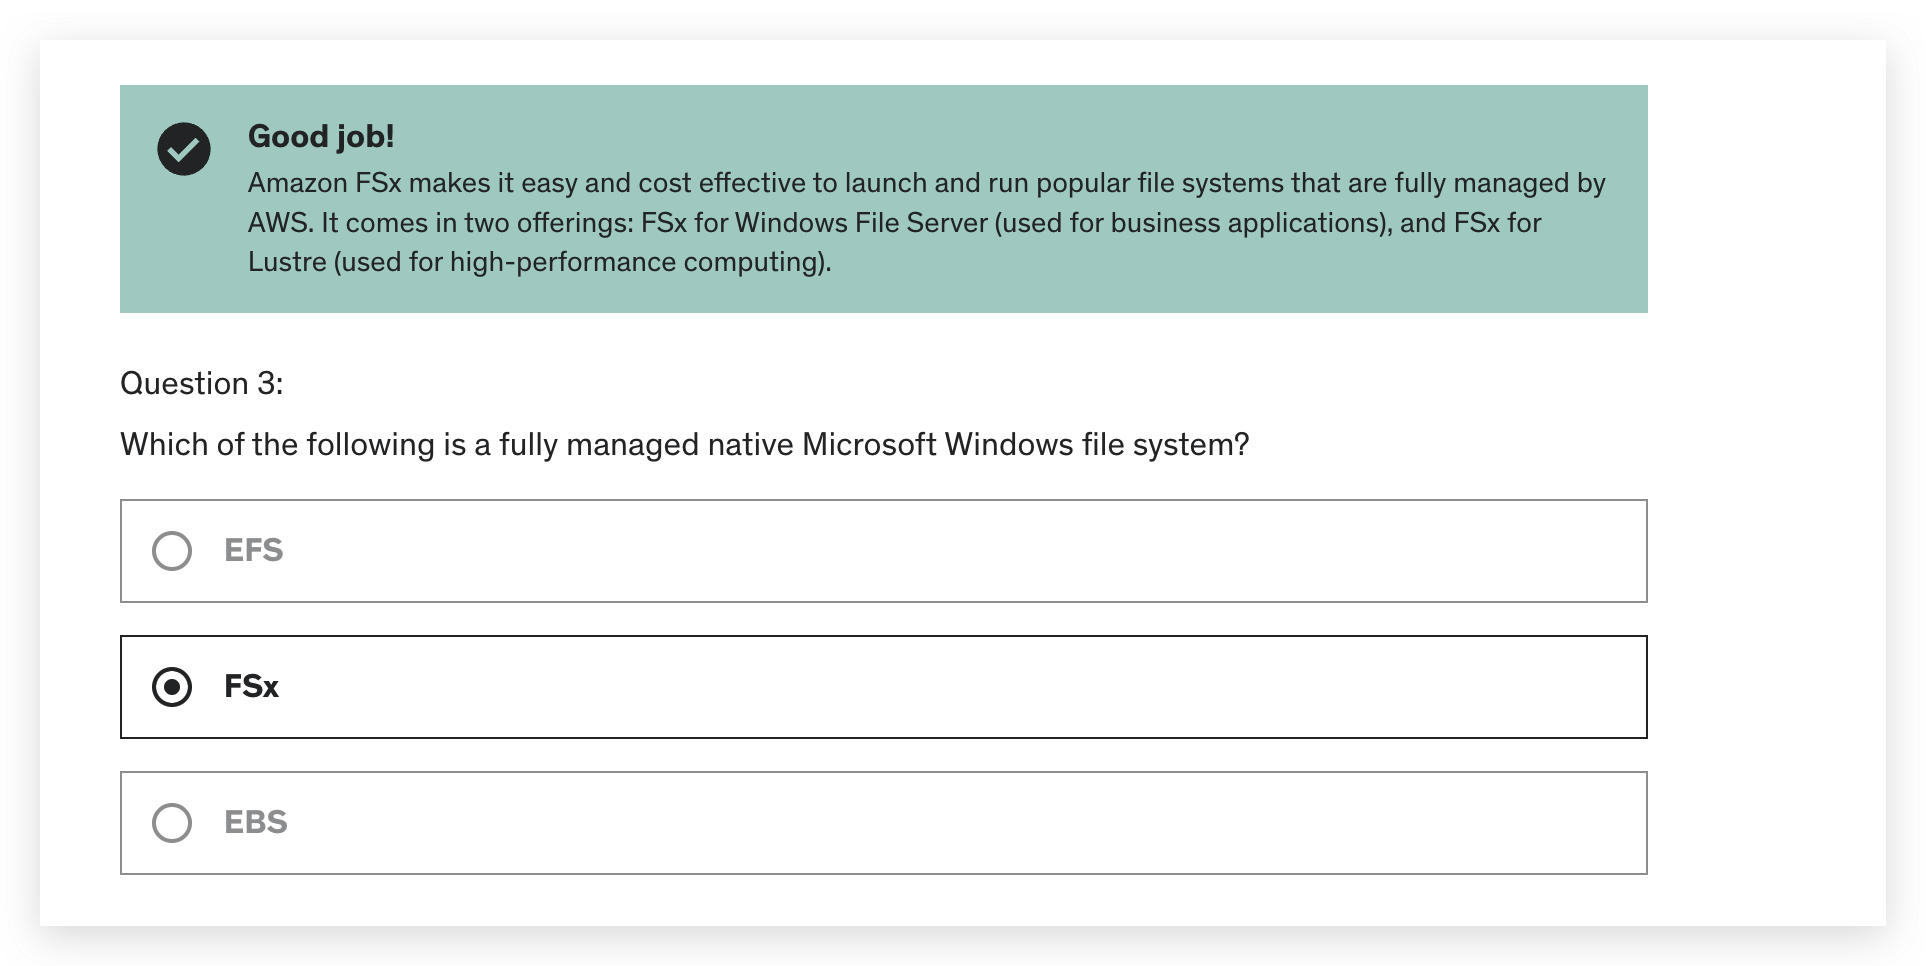 Good job!
Amazon FSx makes it easy and cost effective to launch and run popular file systems that are fully managed by
AWS. It comes in two offerings: FSx for Windows File Server (used for business applications), and FSx for
Lustre (used for high-performance computing).
Question 3:
Which of the following is a fully managed native Microsoft Windows file system?
EFS
FSx
EBS